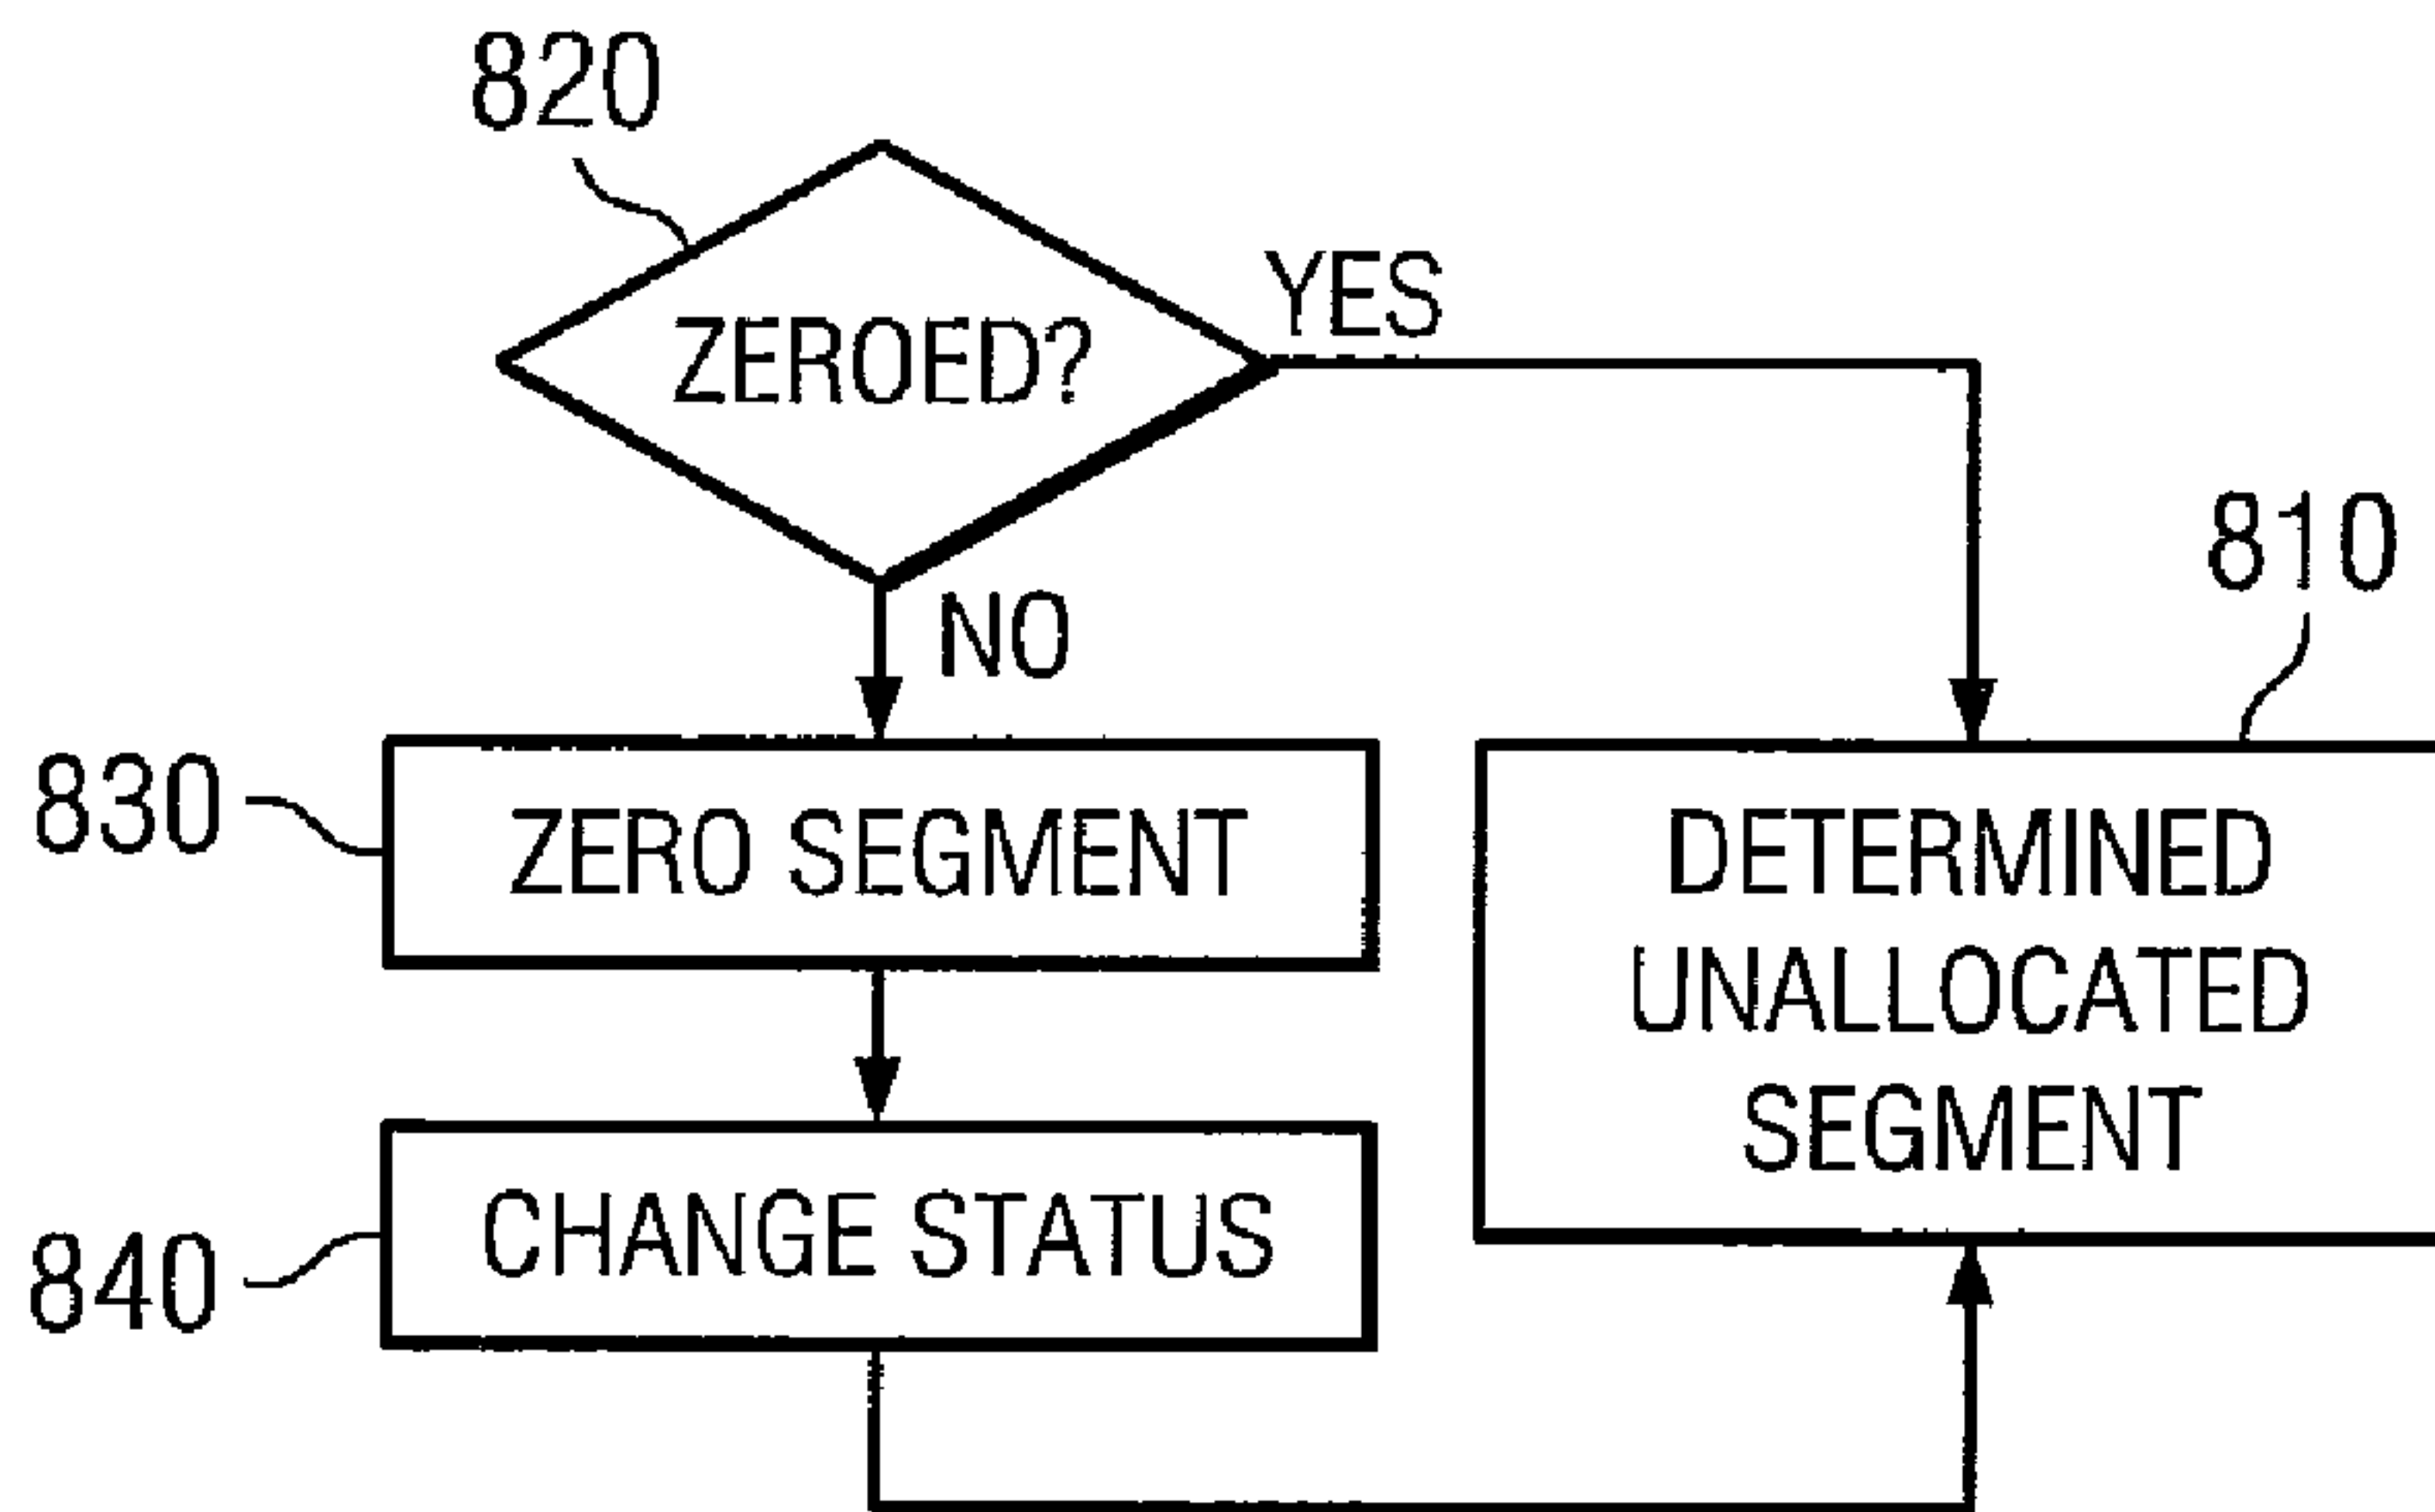 820
ZEROED?
YES
NO
810
830
ZERO SEGMENT
DETERMINED
UNALLOCATED
SEGMENT
840
CHANGE STATUS